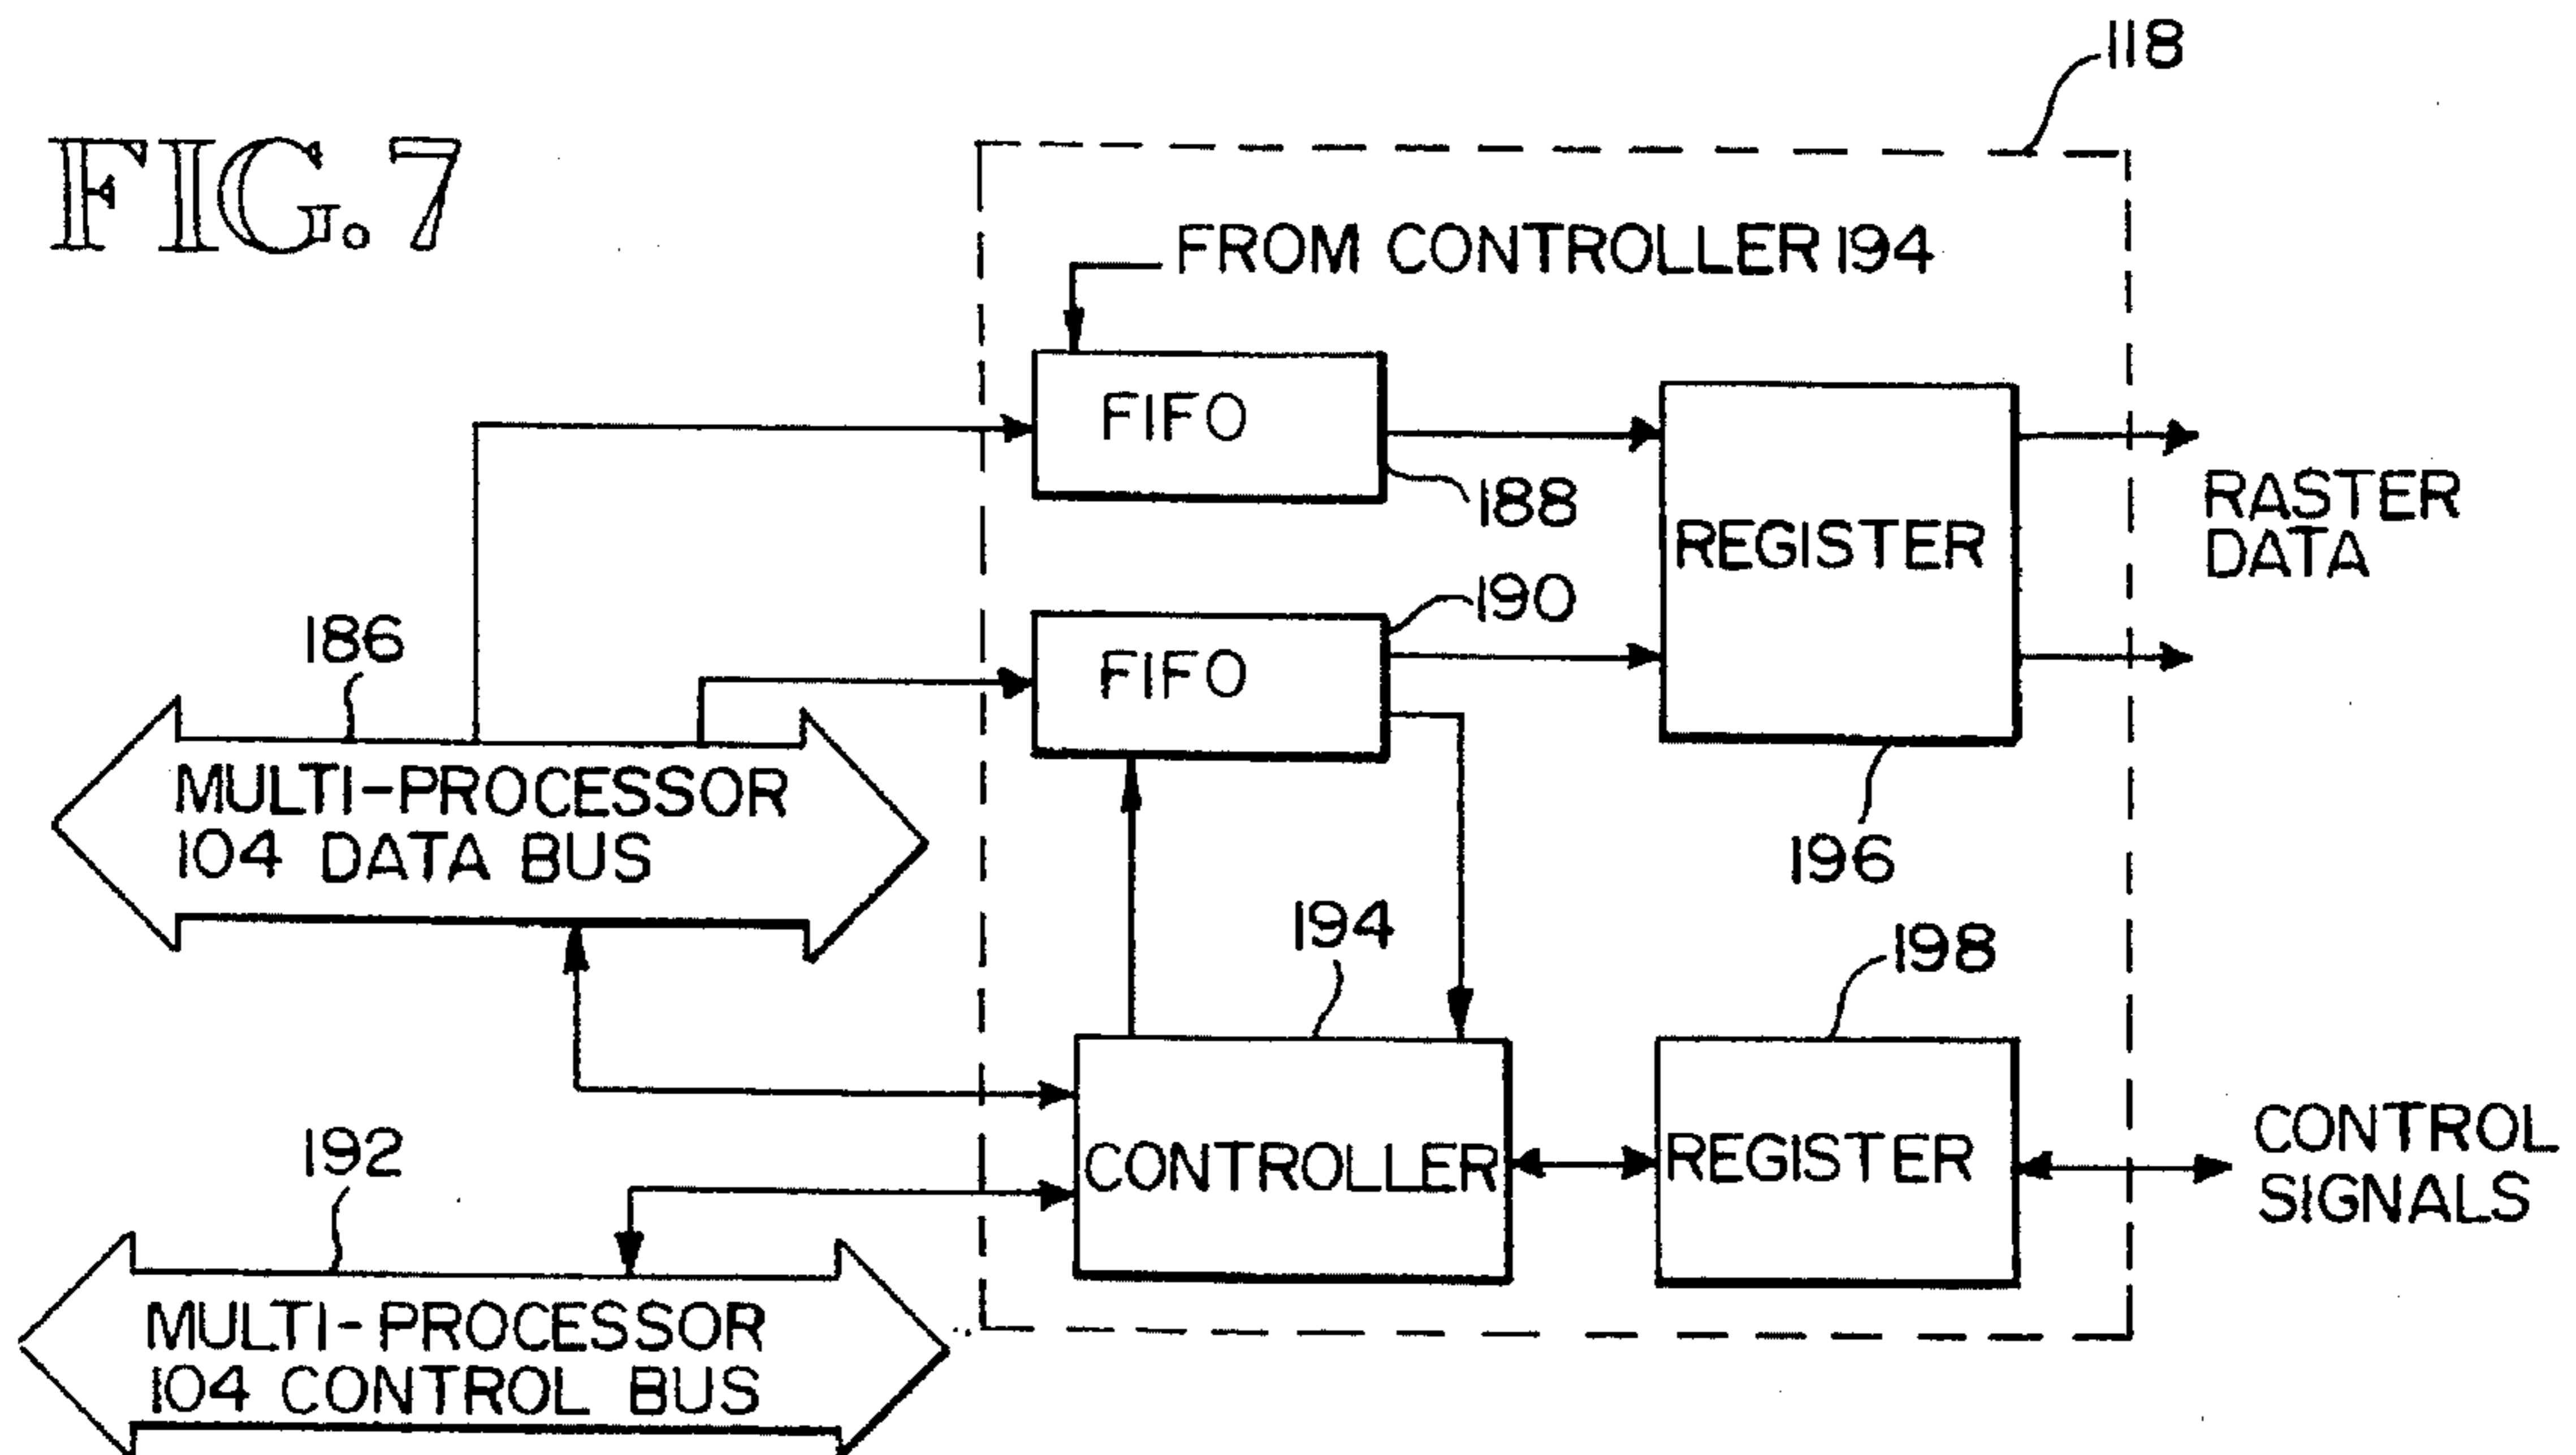 FIG. 7
118
FROM CONTROLLER 194
FIFO
188
REGISTER
RASTER
DATA
190
FIFO
186
MULTI-PROCESSOR
104 DATA BUS
196
194
198
CONTROLLER
REGISTER
CONTROL
SIGNALS
192
MULTI-PROCESSOR
104 CONTROL BUS